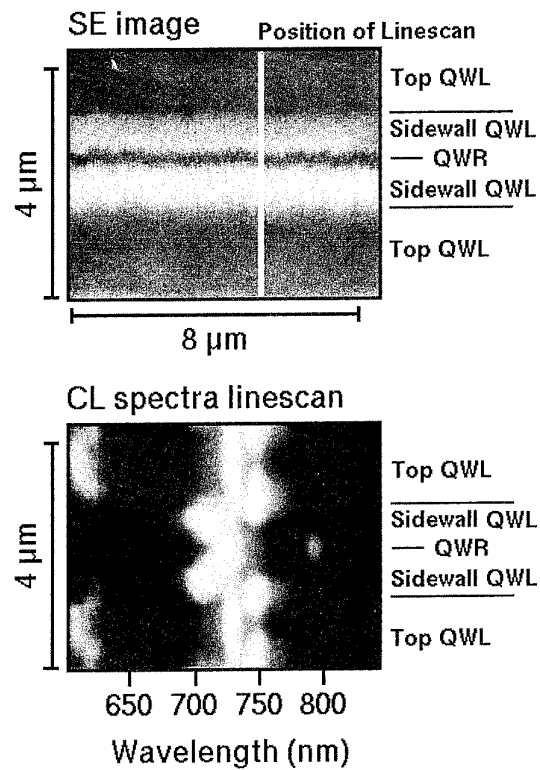 SE image
Position of Linescan
Top QWL
Sidewall QWL
QWR
Sidewall QWL
Top QWL
4 µm
8 µm
CL spectra linescan
Top QWL
Sidewall QWL
QWR
Sidewall QWL
Top QWL
4 µm
650 700 750 800
Wavelength (nm)